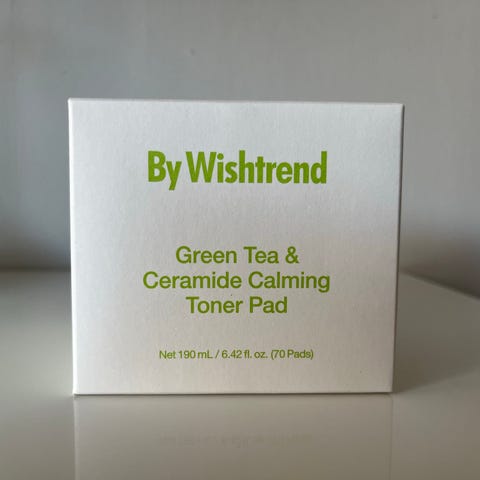 By Wishtrend
Green Tea &
Ceramide Calming
Toner Pad
Net 190 mL / 6.42 fl. oz. (70 Pads)